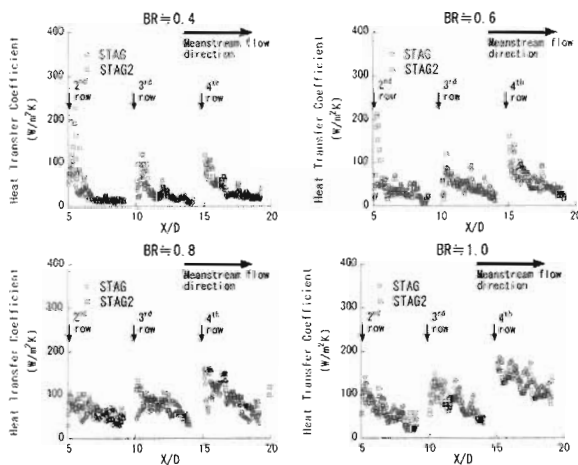 BR≒0.4
400
300
200
100
0
Heat Transfer Coefficient
(W/m²K)
STAG
STAG2
Meanstream flow
direction
2nd
row
3rd
row
4th
row
5
10
15
20
X/D
BR≒0.6
400
300
200
100
0
Heat Transfer Coefficient
(W/m²K)
STAG
STAG2
Meanstream flow
direction
2nd
row
3rd
row
4th
row
5
10
15
20
X/D
BR≒0.8
400
300
200
100
0
Heat Transfer Coefficient
(W/m²K)
STAG
STAG2
Meanstream flow
direction
2nd
row
3rd
row
4th
row
5
10
15
20
X/D
BR≒1.0
400
300
200
100
0
Heat Transfer Coefficient
(W/m²K)
STAG
STAG2
Meanstream flow
direction
2nd
row
3rd
row
4th
row
5
10
15
20
X/D